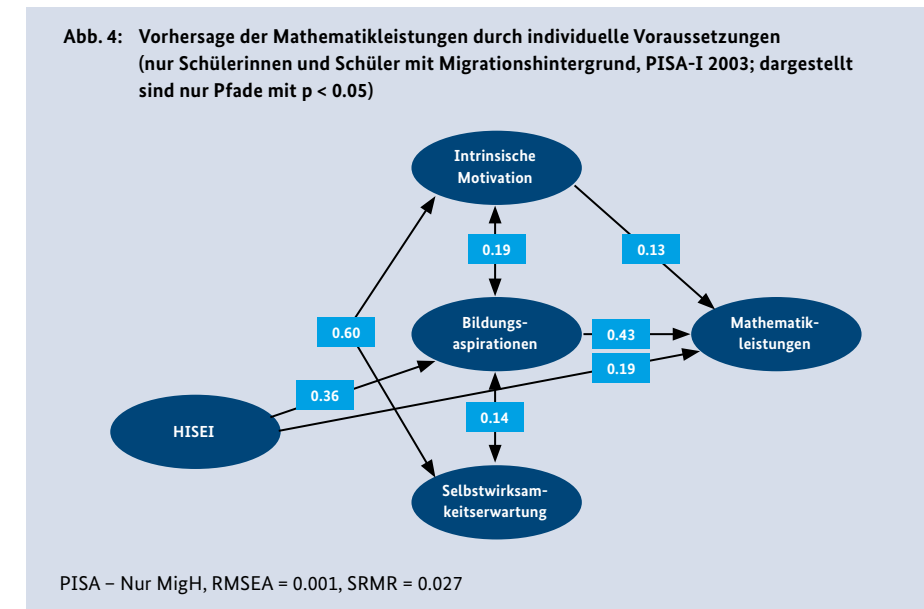 Abb. 4: Vorhersage der Mathematikleistungen durch individuelle Voraussetzungen
(nur Schülerinnen und Schüler mit Migrationshintergrund, PISA-I 2003; dargestellt
sind nur Pfade mit p < 0.05)
Intrinsische
Motivation
0.19
0.13
Bildungs-
aspirationen
0.43
Mathematik-
leistungen
0.60
0.19
0.36
0.14
HISEI
Selbstwirksam-
keitserwartung
PISA – Nur MigH, RMSEA = 0.001, SRMR = 0.027